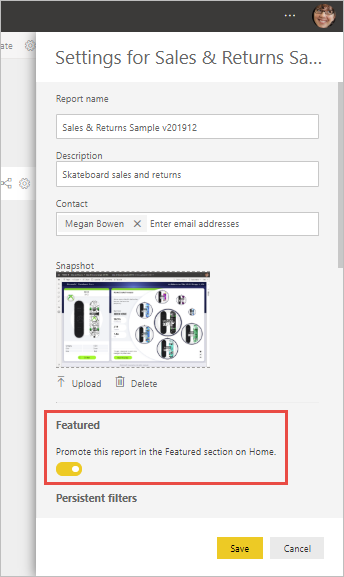 ...
ate
Settings for Sales & Returns Sa...
Report name
Sales & Returns Sample v201912
Description
Skateboard sales and returns
Contact
Megan Bowen Enter email addresses
Snapshot
Upload Delete
Featured
Promote this report in the Featured section on Home.
Persistent filters
Save Cancel